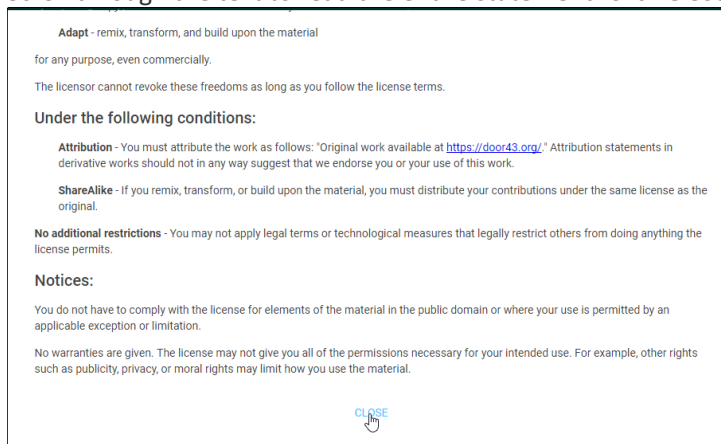 Adapt - remix, transform, and build upon the material
for any purpose, even commercially.
The licensor cannot revoke these freedoms as long as you follow the license terms.
Under the following conditions:
Attribution - You must attribute the work as follows: "Original work available at https://door43.org/." Attribution statements in
derivative works should not in any way suggest that we endorse you or your use of this work.
ShareAlike - If you remix, transform, or build upon the material, you must distribute your contributions under the same license as the
original.
No additional restrictions - You may not apply legal terms or technological measures that legally restrict others from doing anything the
license permits.
Notices:
You do not have to comply with the license for elements of the material in the public domain or where your use is permitted by an
applicable exception or limitation.
No warranties are given. The license may not give you all of the permissions necessary for your intended use. For example, other rights
such as publicity, privacy, or moral rights may limit how you use the material.
CLOSE